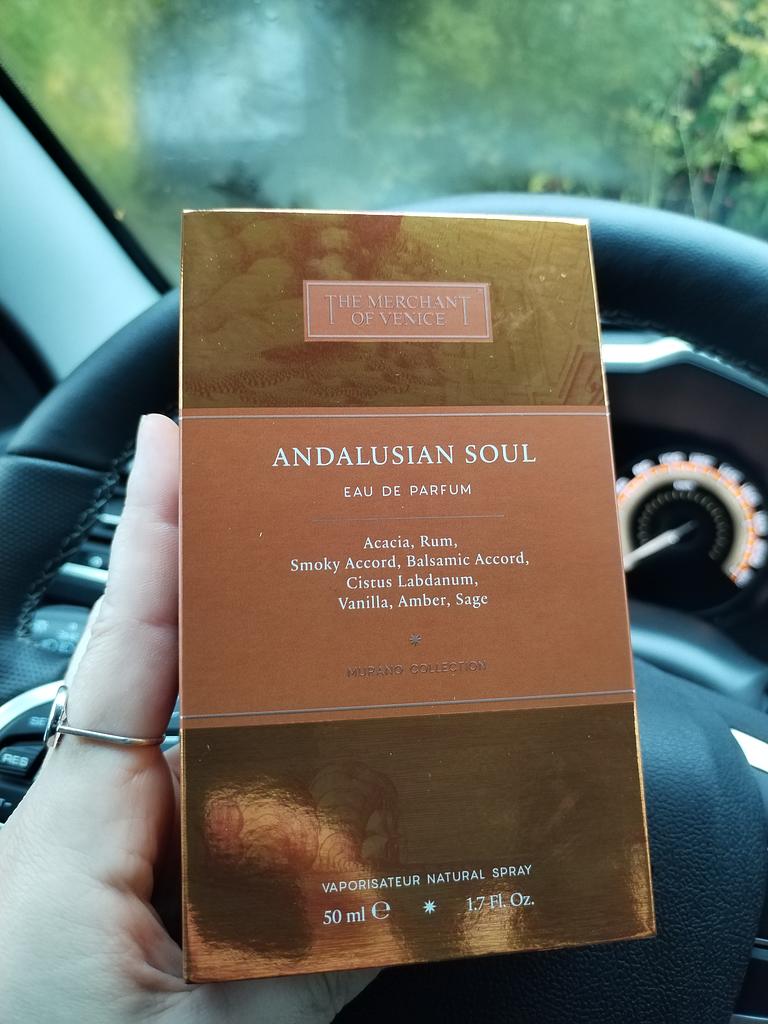 THE MERCHANT
OF VENICE
ANDALUSIAN SOUL
EAU DE PARFUM
Acacia, Rum,
Smoky Accord, Balsamic Accord,
Cistus Labdanum,
Vanilla, Amber, Sage
MURANO COLLECTION
VAPORISATEUR NATURAL SPRAY
50 ml ℮ 1.7 Fl. Oz.
RES